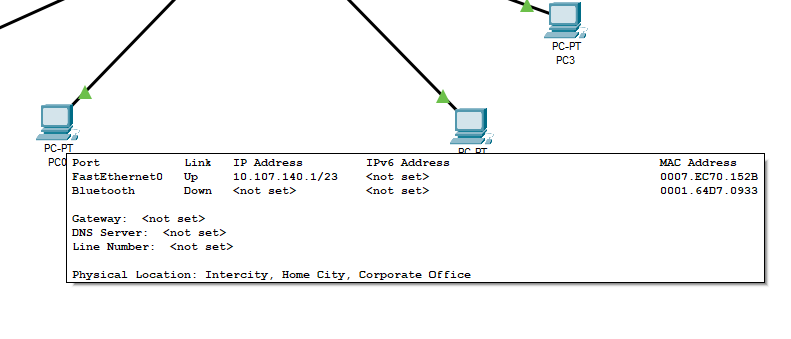 PC-PT
PC3
PC-PT
PC0
PC-PT
Port Link IP Address IPv6 Address MAC Address
FastEthernet0 Up 10.107.140.1/23 <not set> 0007.EC70.152B
Bluetooth Down <not set> <not set> 0001.64D7.0933
Gateway: <not set>
DNS Server: <not set>
Line Number: <not set>
Physical Location: Intercity, Home City, Corporate Office